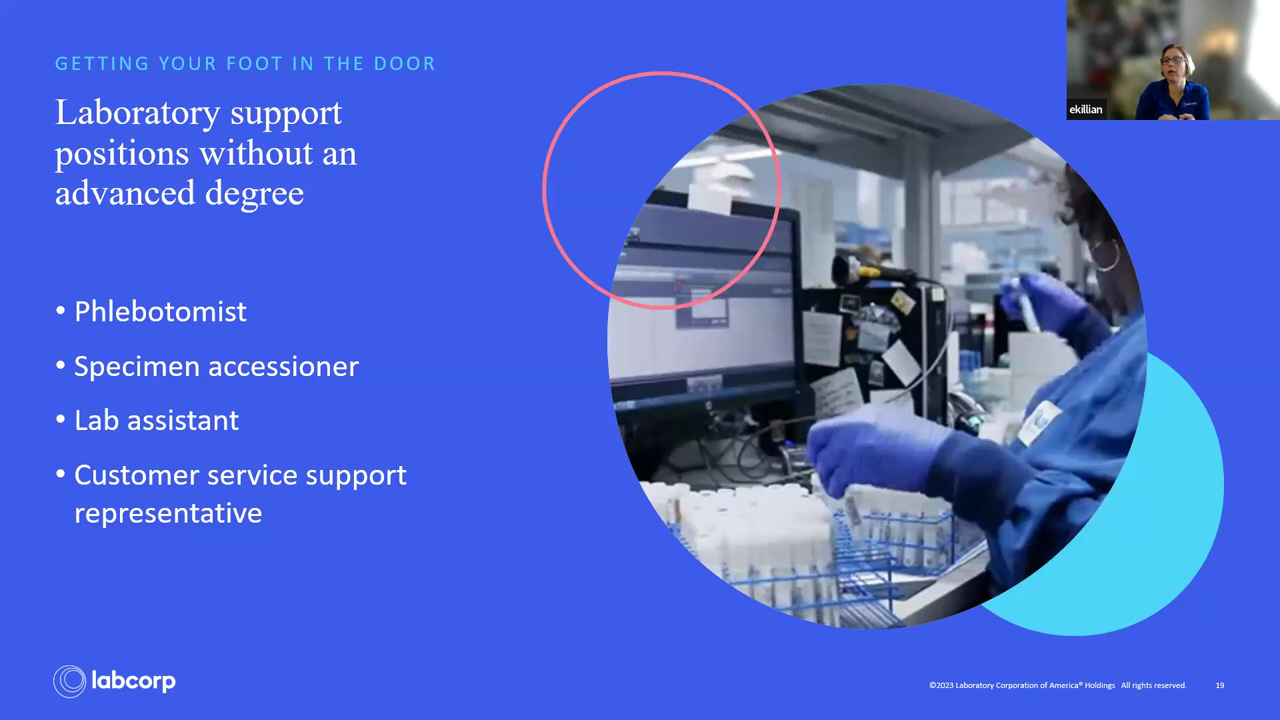 GETTING YOUR FOOT IN THE DOOR
Laboratory support
positions without an
advanced degree
• Phlebotomist
• Specimen accessioner
• Lab assistant
• Customer service support
representative
ekillian
labcorp
©2023 Laboratory Corporation of America® Holdings All rights reserved.
19